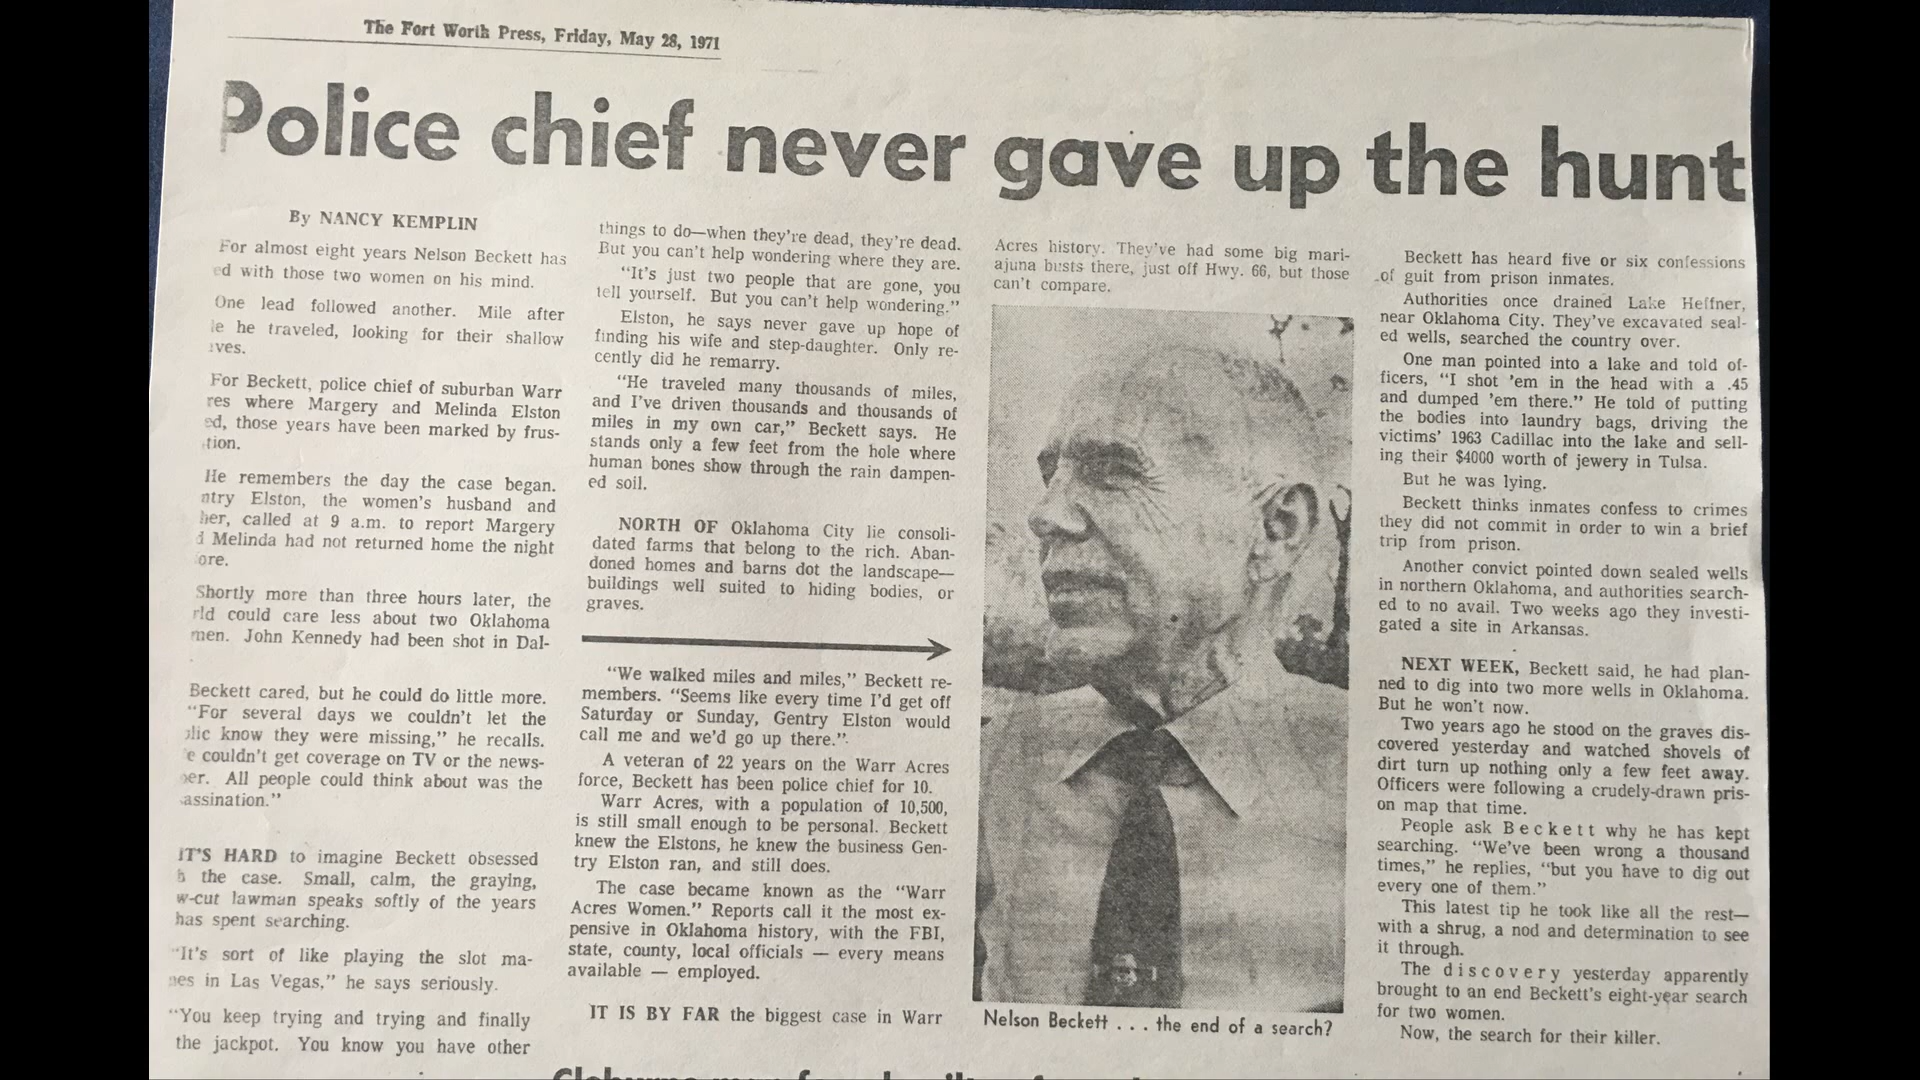 The Fort Worth Press, Friday, May 28, 1971
Police chief never gave up the hunt
By NANCY KEMPLIN
For almost eight years Nelson Beckett has
ed with those two women on his mind.
One lead followed another. Mile after
le he traveled, looking for their shallow
ves.
For Beckett, police chief of suburban Warr
res where Margery and Melinda Elston
ed, those years have been marked by frus-
tion.
He remembers the day the case began.
ntry Elston, the women's husband and
her, called at 9 a.m. to report Margery
d Melinda had not returned home the night
ore.
Shortly more than three hours later, the
rld could care less about two Oklahoma
men. John Kennedy had been shot in Dal-
Beckett cared, but he could do little more.
"For several days we couldn't let the
blic know they were missing," he recalls.
e couldn't get coverage on TV or the news-
per. All people could think about was the
assination."
IT'S HARD to imagine Beckett obsessed
h the case. Small, calm, the graying,
w-cut lawman speaks softly of the years
has spent searching.
"It's sort of like playing the slot ma-
nes in Las Vegas," he says seriously.
"You keep trying and trying and finally
the jackpot. You know you have other
things to do—when they're dead, they're dead.
But you can't help wondering where they are.
"It's just two people that are gone, you
tell yourself. But you can't help wondering."
Elston, he says never gave up hope of
finding his wife and step-daughter. Only re-
cently did he remarry.
"He traveled many thousands of miles,
and I've driven thousands and thousands of
miles in my own car," Beckett says. He
stands only a few feet from the hole where
human bones show through the rain dampen-
ed soil.
NORTH OF Oklahoma City lie consoli-
dated farms that belong to the rich. Aban-
doned homes and barns dot the landscape—
buildings well suited to hiding bodies, or
graves.
"We walked miles and miles," Beckett re-
members. "Seems like every time I'd get off
Saturday or Sunday, Gentry Elston would
call me and we'd go up there."
A veteran of 22 years on the Warr Acres
force, Beckett has been police chief for 10.
Warr Acres, with a population of 10,500,
is still small enough to be personal. Beckett
knew the Elstons, he knew the business Gen-
try Elston ran, and still does.
The case became known as the "Warr
Acres Women." Reports call it the most ex-
pensive in Oklahoma history, with the FBI,
state, county, local officials — every means
available — employed.
IT IS BY FAR the biggest case in Warr
Acres history. They've had some big mari-
ajuna busts there, just off Hwy. 66, but those
can't compare.
Nelson Beckett . . . the end of a search?
Beckett has heard five or six confessions
of guit from prison inmates.
Authorities once drained Lake Heffner,
near Oklahoma City. They've excavated seal-
ed wells, searched the country over.
One man pointed into a lake and told of-
ficers, "I shot 'em in the head with a .45
and dumped 'em there." He told of putting
the bodies into laundry bags, driving the
victims' 1963 Cadillac into the lake and sell-
ing their $4000 worth of jewery in Tulsa.
But he was lying.
Beckett thinks inmates confess to crimes
they did not commit in order to win a brief
trip from prison.
Another convict pointed down sealed wells
in northern Oklahoma, and authorities search-
ed to no avail. Two weeks ago they investi-
gated a site in Arkansas.
NEXT WEEK, Beckett said, he had plan-
ned to dig into two more wells in Oklahoma.
But he won't now.
Two years ago he stood on the graves dis-
covered yesterday and watched shovels of
dirt turn up nothing only a few feet away.
Officers were following a crudely-drawn pris-
on map that time.
People ask Beckett why he has kept
searching. "We've been wrong a thousand
times," he replies, "but you have to dig out
every one of them."
This latest tip he took like all the rest—
with a shrug, a nod and determination to see
it through.
The discovery yesterday apparently
brought to an end Beckett's eight-year search
for two women.
Now, the search for their killer.